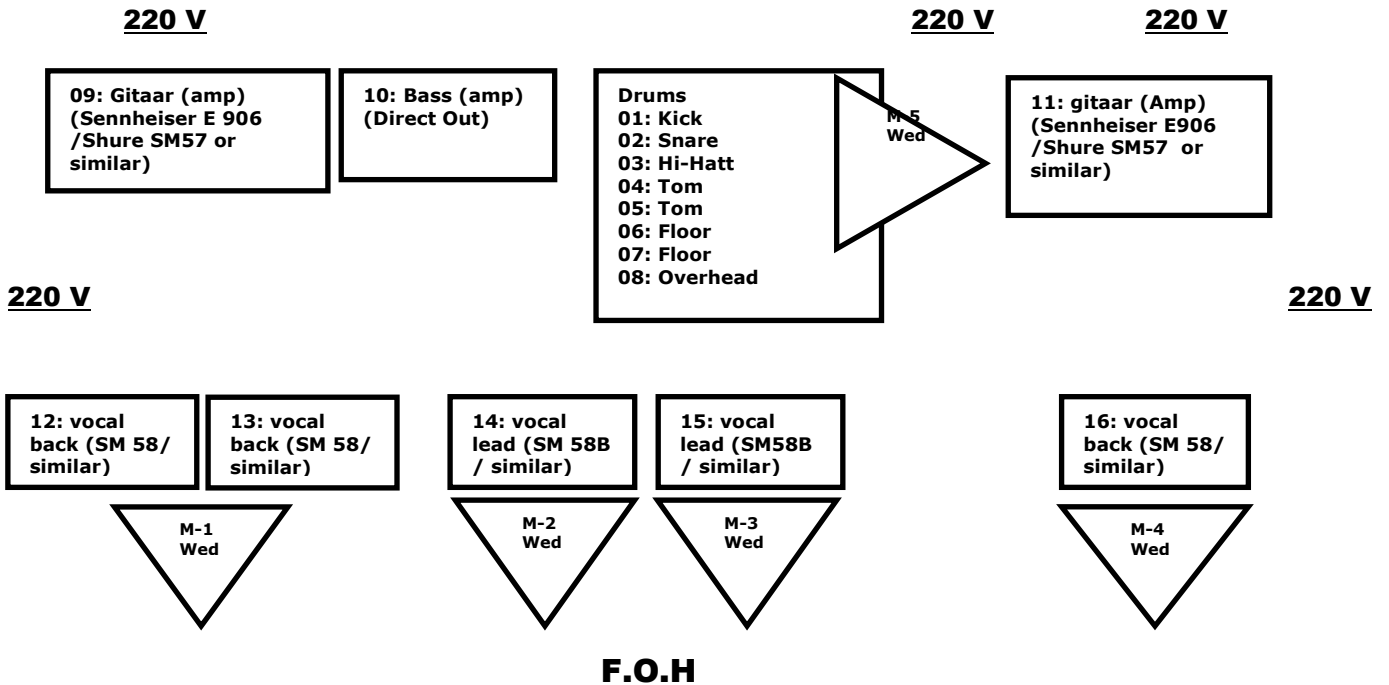 220 V
220 V
220 V
09: Gitaar (amp)
(Sennheiser E 906
/Shure SM57 or
similar)
10: Bass (amp)
(Direct Out)
Drums
01: Kick
02: Snare
03: Hi-Hatt
04: Tom
05: Tom
06: Floor
07: Floor
08: Overhead
M-5
Wed
11: gitaar (Amp)
(Sennheiser E906
/Shure SM57 or
similar)
220 V
220 V
12: vocal
back (SM 58/
similar)
13: vocal
back (SM 58/
similar)
14: vocal
lead (SM 58B
/ similar)
15: vocal
lead (SM58B
/ similar)
16: vocal
back (SM 58/
similar)
M-1
Wed
M-2
Wed
M-3
Wed
M-4
Wed
F.O.H